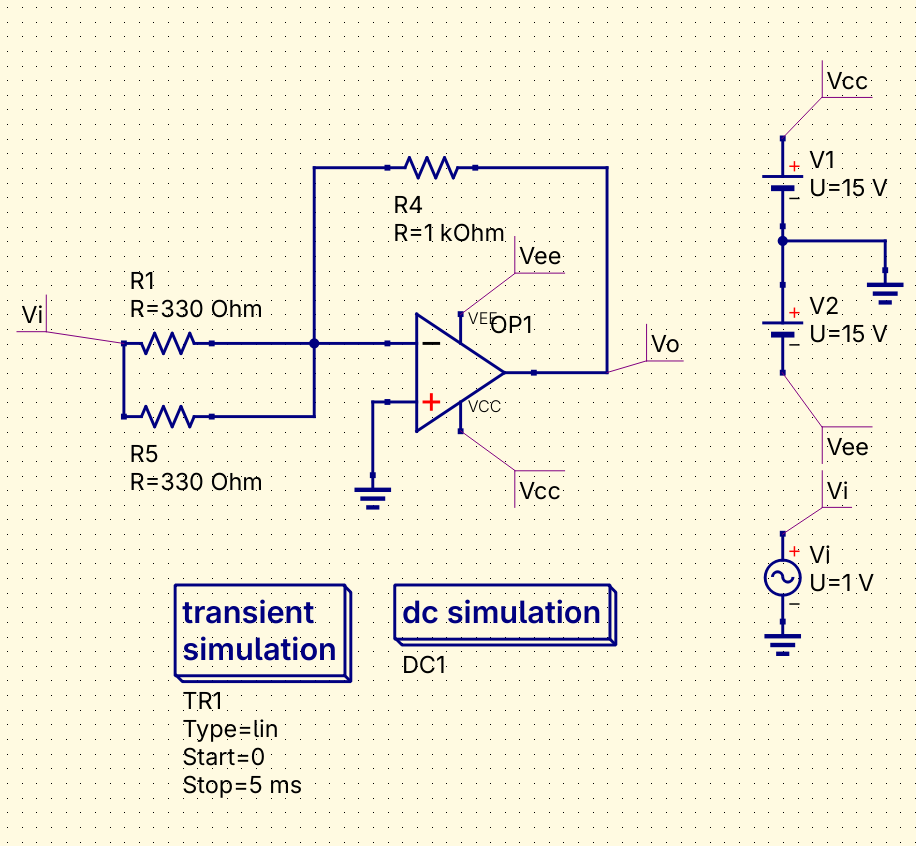 Vcc
V1
U=15 V
R4
R=1 kOhm
Vee
R1
R=330 Ohm
Vi
VEE
OP1
V2
U=15 V
Vo
VCC
R5
R=330 Ohm
Vcc
Vee
Vi
Vi
U=1 V
transient
simulation
TR1
Type=lin
Start=0
Stop=5 ms
dc simulation
DC1